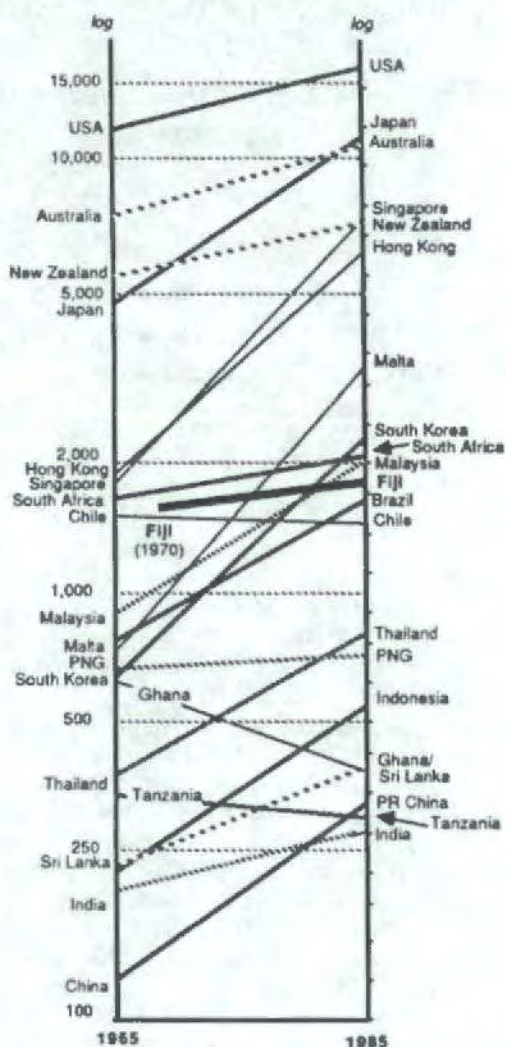 log log
15,000 USA
USA
10,000 Japan
Australia
Australia
Singapore
New Zealand
Hong Kong
New Zealand
5,000
Japan
Malta
South Korea
South Africa
2,000 Malaysia
Hong Kong
Singapore Fiji
South Africa Brazil
Chile Chile
Fiji
(1970)
1,000
Malaysia
Thailand
Malta
PNG PNG
South Korea
Ghana Indonesia
500
Ghana/
Sri Lanka
Thailand
Tanzania PR China
Tanzania
India
250
Sri Lanka
India
China
100
1965 1985